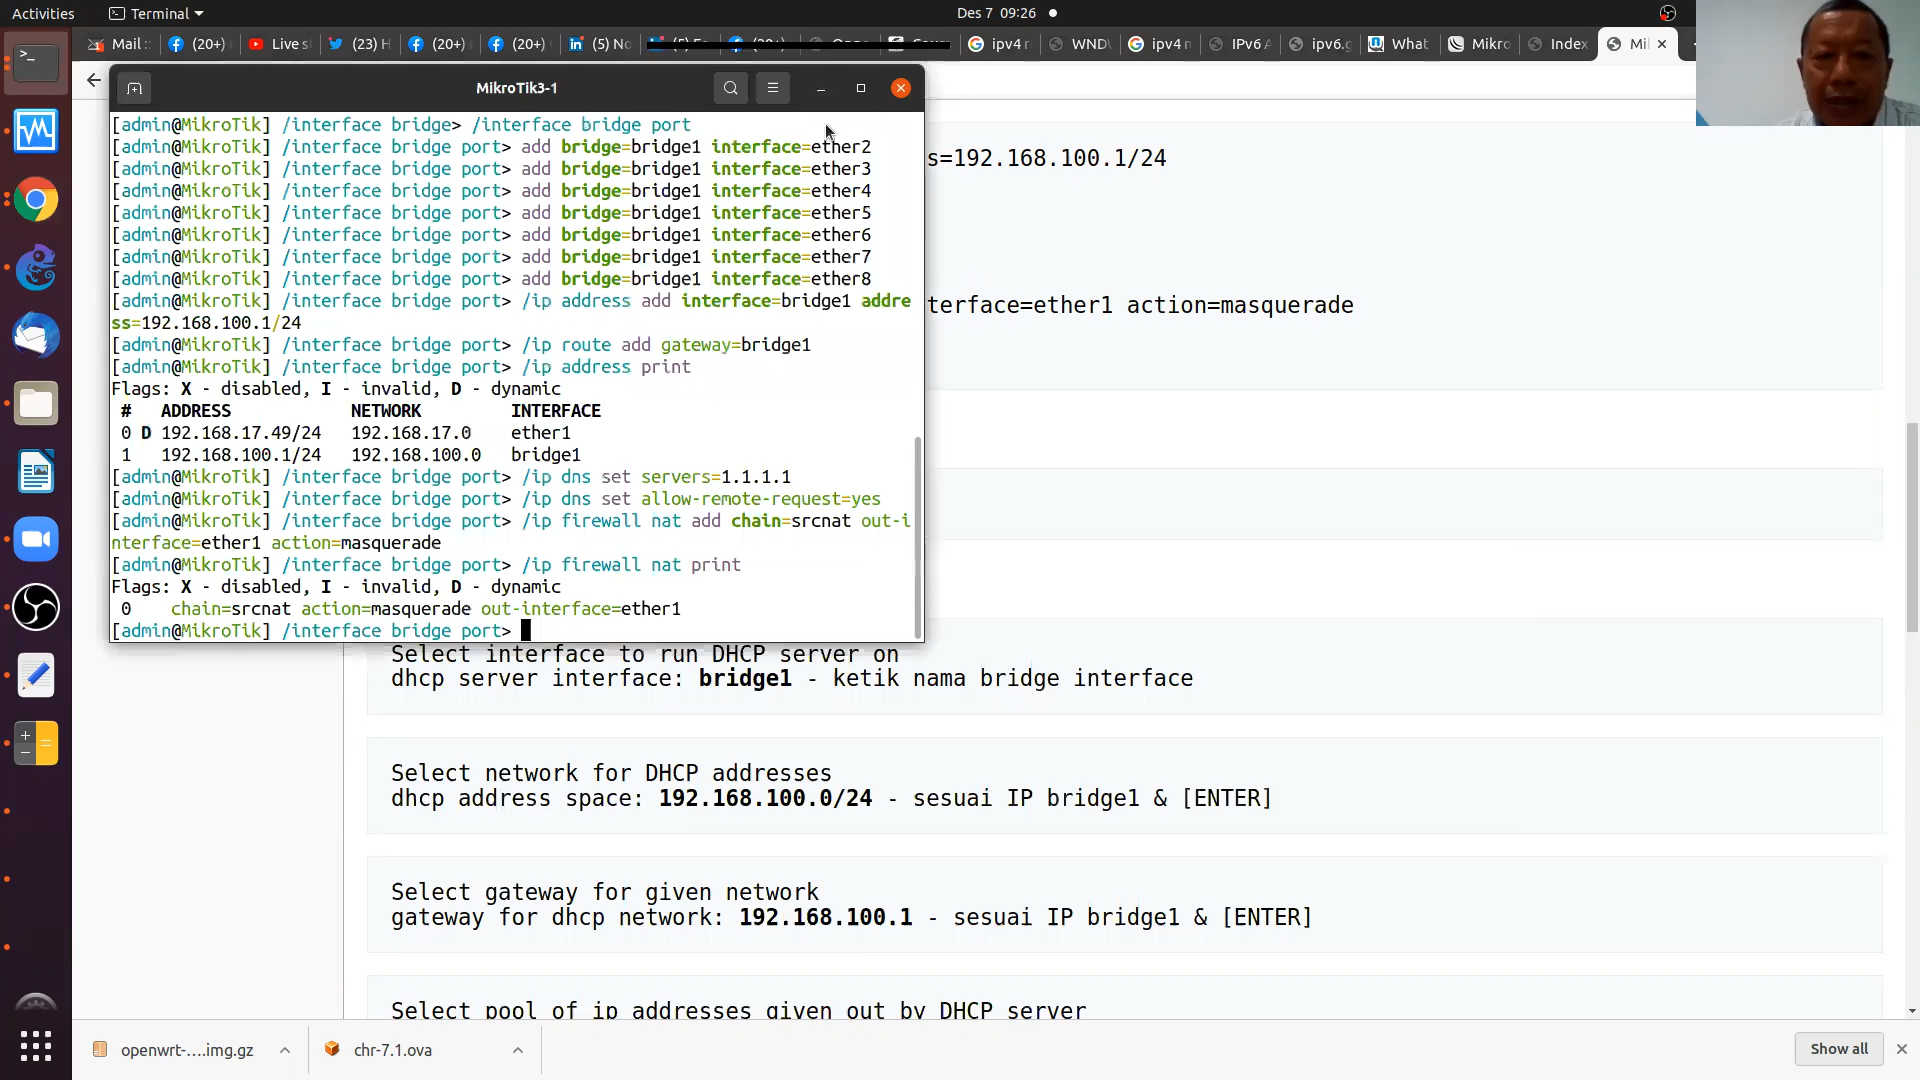 Activities
Terminal
Des 7 09:26
Mail :
(20+)
Live s
(23) H
(20+)
(20+)
(5) No
ipv4 r
WND\
ipv4 r
IPv6 A
ipv6.g
What
Mikro
Index
Mi
MikroTik3-1
[admin@MikroTik] /interface bridge> /interface bridge port
[admin@MikroTik] /interface bridge port> add bridge=bridge1 interface=ether2
[admin@MikroTik] /interface bridge port> add bridge=bridge1 interface=ether3
[admin@MikroTik] /interface bridge port> add bridge=bridge1 interface=ether4
[admin@MikroTik] /interface bridge port> add bridge=bridge1 interface=ether5
[admin@MikroTik] /interface bridge port> add bridge=bridge1 interface=ether6
[admin@MikroTik] /interface bridge port> add bridge=bridge1 interface=ether7
[admin@MikroTik] /interface bridge port> add bridge=bridge1 interface=ether8
[admin@MikroTik] /interface bridge port> /ip address add interface=bridge1 addre
ss=192.168.100.1/24
[admin@MikroTik] /interface bridge port> /ip route add gateway=bridge1
[admin@MikroTik] /interface bridge port> /ip address print
Flags: X - disabled, I - invalid, D - dynamic
# ADDRESS NETWORK INTERFACE
0 D 192.168.17.49/24 192.168.17.0 ether1
1 192.168.100.1/24 192.168.100.0 bridge1
[admin@MikroTik] /interface bridge port> /ip dns set servers=1.1.1.1
[admin@MikroTik] /interface bridge port> /ip dns set allow-remote-request=yes
[admin@MikroTik] /interface bridge port> /ip firewall nat add chain=srcnat out-i
nterface=ether1 action=masquerade
[admin@MikroTik] /interface bridge port> /ip firewall nat print
Flags: X - disabled, I - invalid, D - dynamic
0 chain=srcnat action=masquerade out-interface=ether1
[admin@MikroTik] /interface bridge port>
s=192.168.100.1/24
terface=ether1 action=masquerade
Select interface to run DHCP server on
dhcp server interface: bridge1 - ketik nama bridge interface
Select network for DHCP addresses
dhcp address space: 192.168.100.0/24 - sesuai IP bridge1 & [ENTER]
Select gateway for given network
gateway for dhcp network: 192.168.100.1 - sesuai IP bridge1 & [ENTER]
Select pool of ip addresses given out by DHCP server
openwrt-....img.gz
chr-7.1.ova
Show all